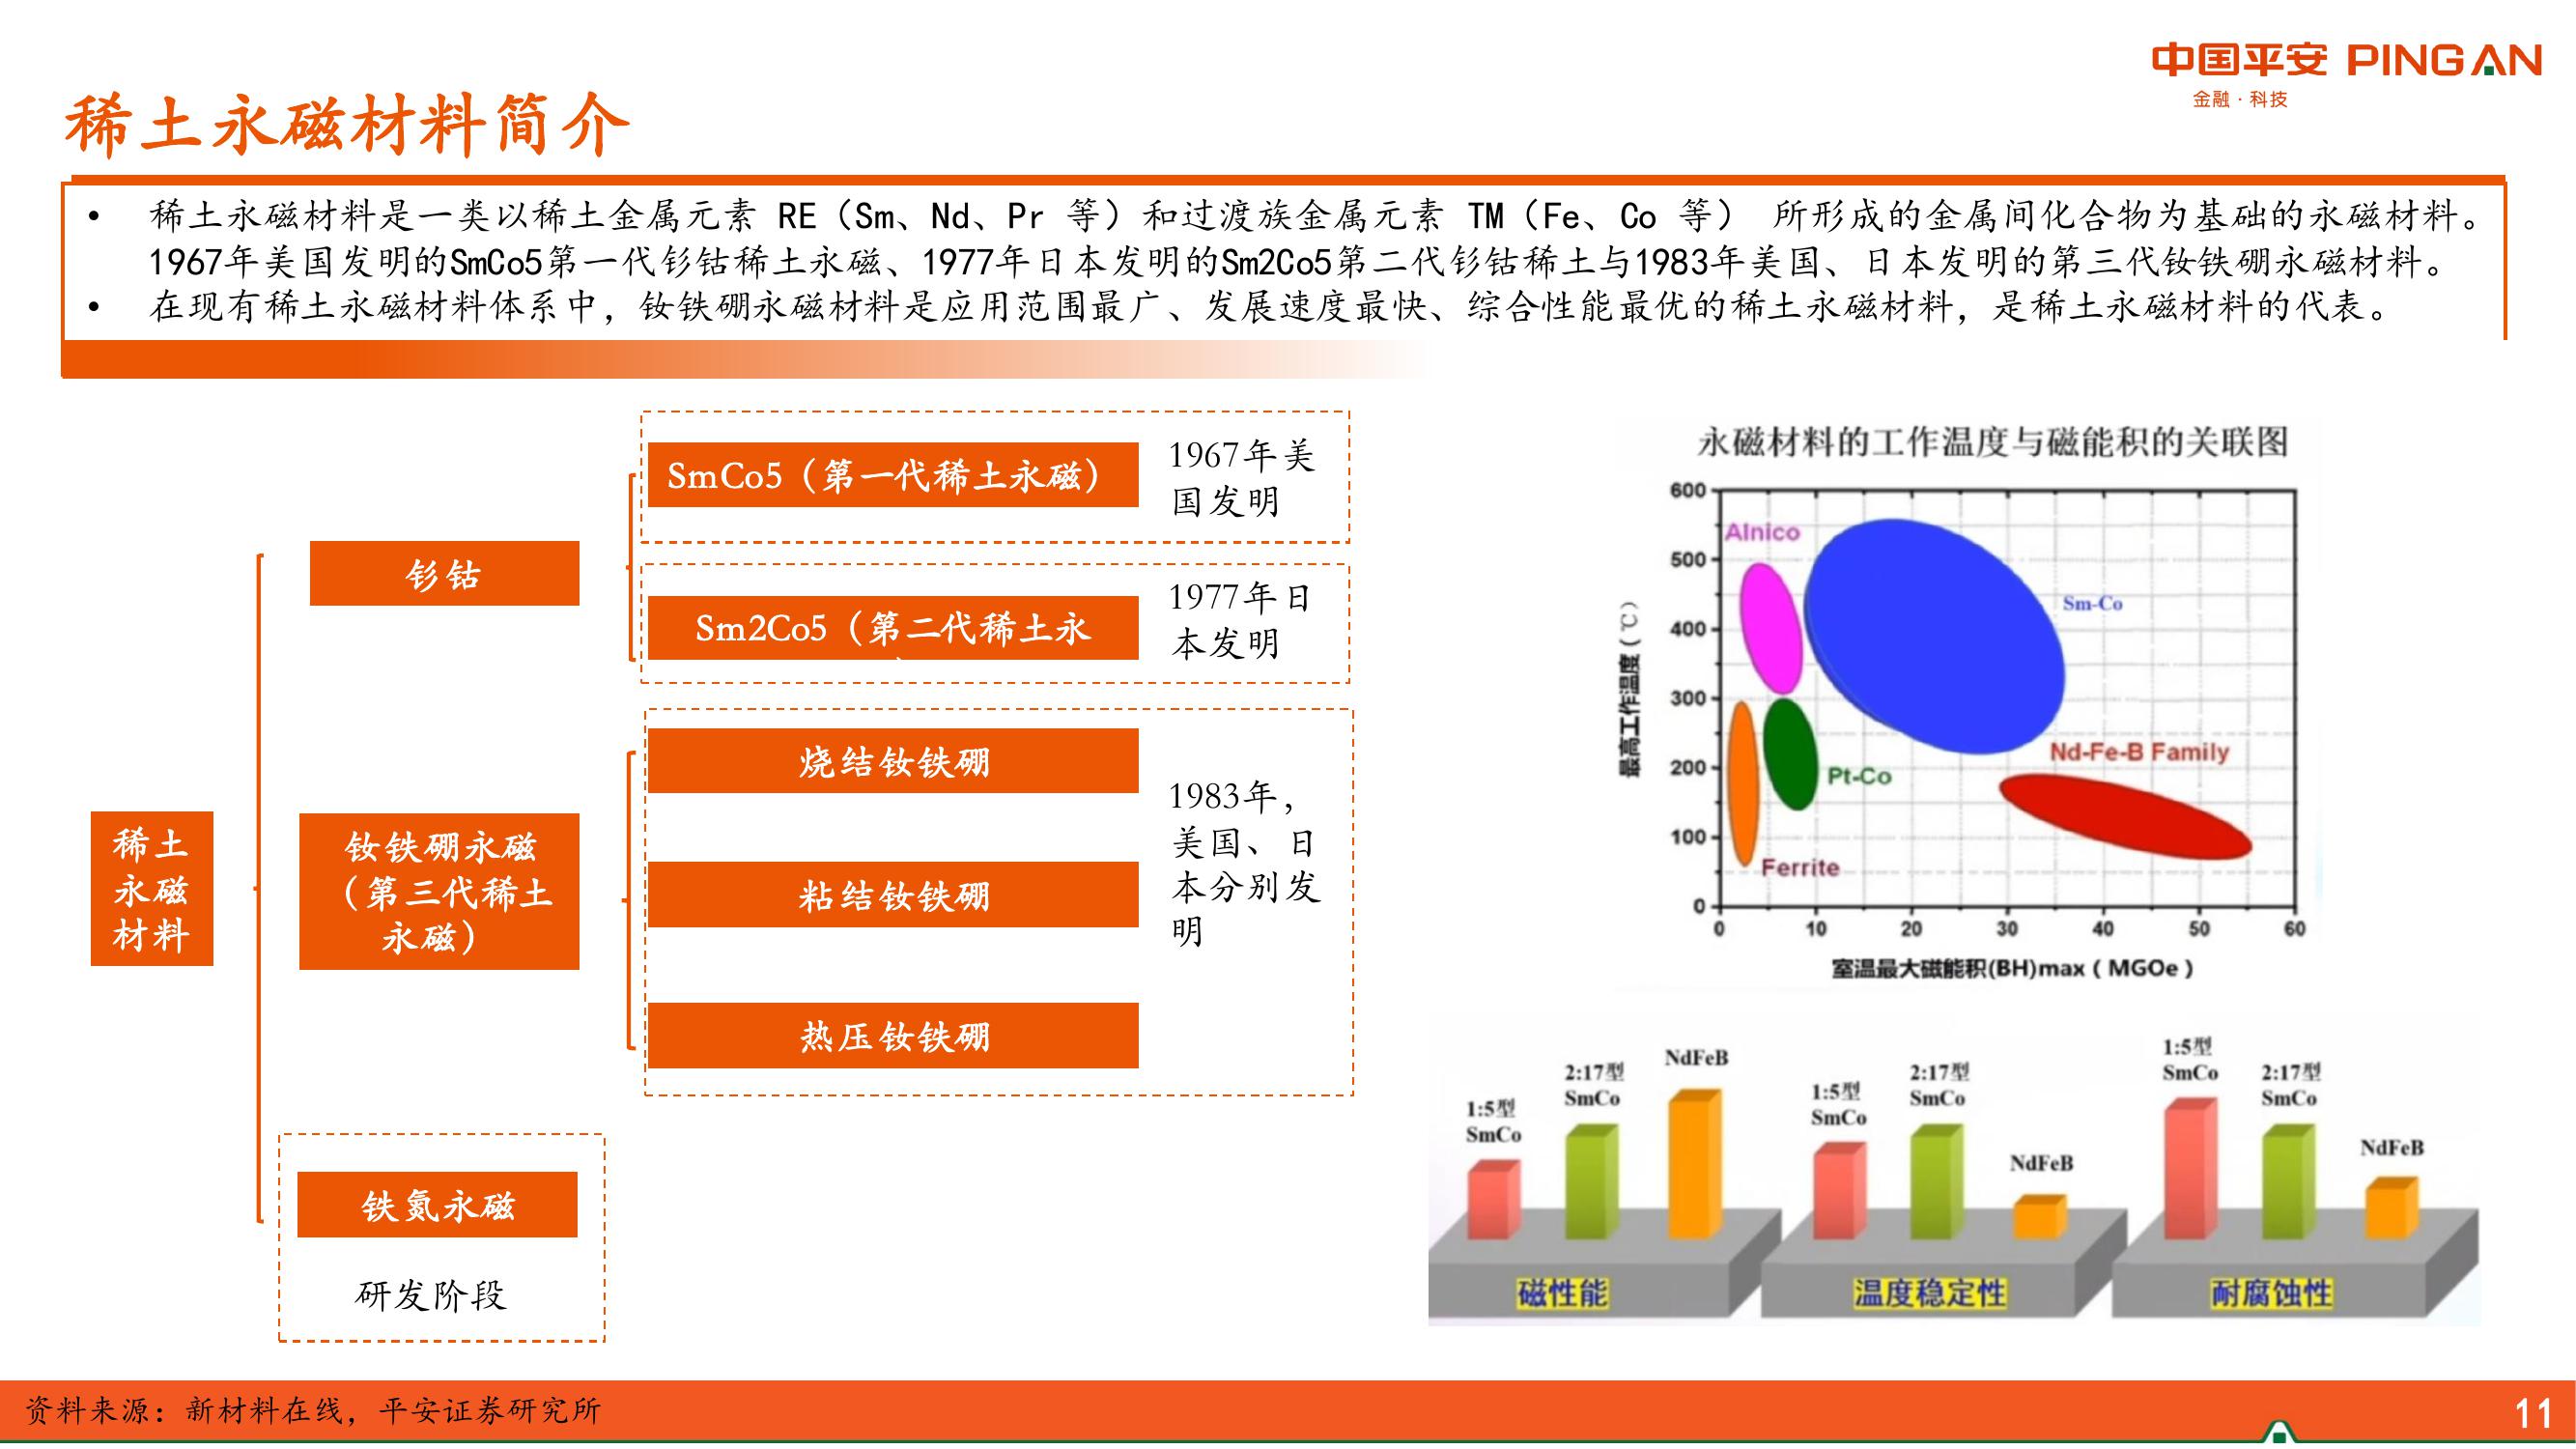 中国平安 PINGAN
金融·科技
稀土永磁材料简介
• 稀土永磁材料是一类以稀土金属元素 RE（Sm、Nd、Pr 等）和过渡族金属元素 TM（Fe、Co 等） 所形成的金属间化合物为基础的永磁材料。
1967年美国发明的SmCo5第一代钐钴稀土永磁、1977年日本发明的Sm2Co5第二代钐钴稀土与1983年美国、日本发明的第三代钕铁硼永磁材料。
• 在现有稀土永磁材料体系中，钕铁硼永磁材料是应用范围最广、发展速度最快、综合性能最优的稀土永磁材料，是稀土永磁材料的代表。
稀土
永磁
材料
钐钴
SmCo5（第一代稀土永磁）
1967年美
国发明
Sm2Co5（第二代稀土永
1977年日
本发明
钕铁硼永磁
（第三代稀土
永磁）
烧结钕铁硼
粘结钕铁硼
热压钕铁硼
1983年，
美国、日
本分别发
明
铁氮永磁
研发阶段
永磁材料的工作温度与磁能积的关联图
最高工作温度（℃）
600
500
400
300
200
100
0
Alnico
Sm-Co
Nd-Fe-B Family
Pt-Co
Ferrite
0 10 20 30 40 50 60
室温最大磁能积(BH)max（MGOe）
1:5型
SmCo
2:17型
SmCo
NdFeB
磁性能
1:5型
SmCo
2:17型
SmCo
NdFeB
温度稳定性
1:5型
SmCo
2:17型
SmCo
NdFeB
耐腐蚀性
资料来源：新材料在线，平安证券研究所
11